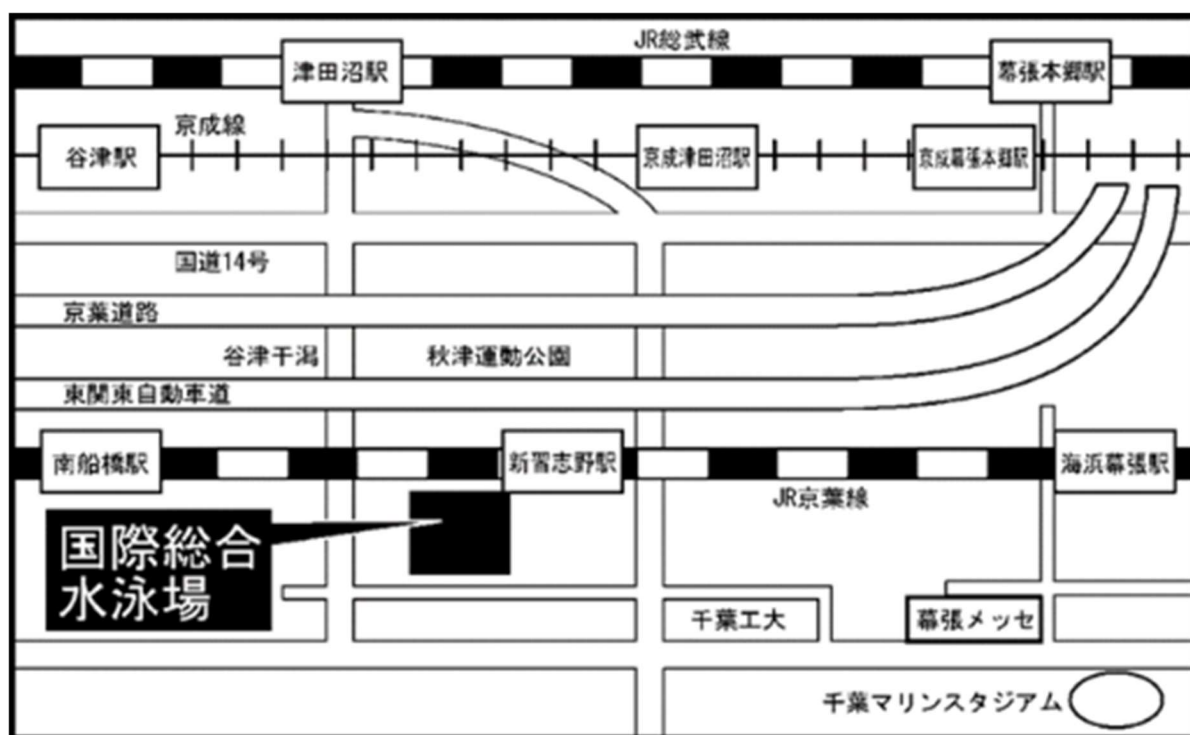 JR総武線
津田沼駅
幕張本郷駅
京成線
谷津駅
京成津田沼駅
京成幕張本郷駅
国道14号
京葉道路
谷津干潟
秋津運動公園
東関東自動車道
南船橋駅
新習志野駅
海浜幕張駅
JR京葉線
国際総合
水泳場
千葉工大
幕張メッセ
千葉マリンスタジアム